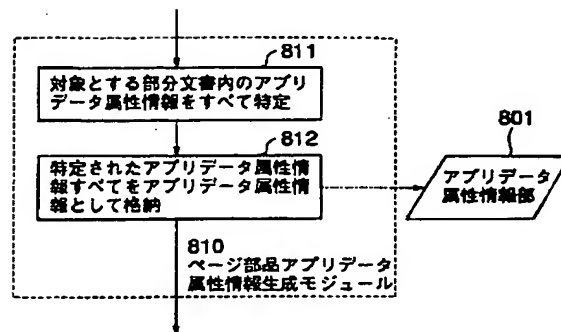 811
対象とする部分文書内のアプリ
データ属性情報をすべて特定
812
特定されたアプリデータ属性情
報すべてをアプリデータ属性情
報として格納
801
アプリデータ
属性情報部
810
ページ部品アプリデータ
属性情報生成モジュール